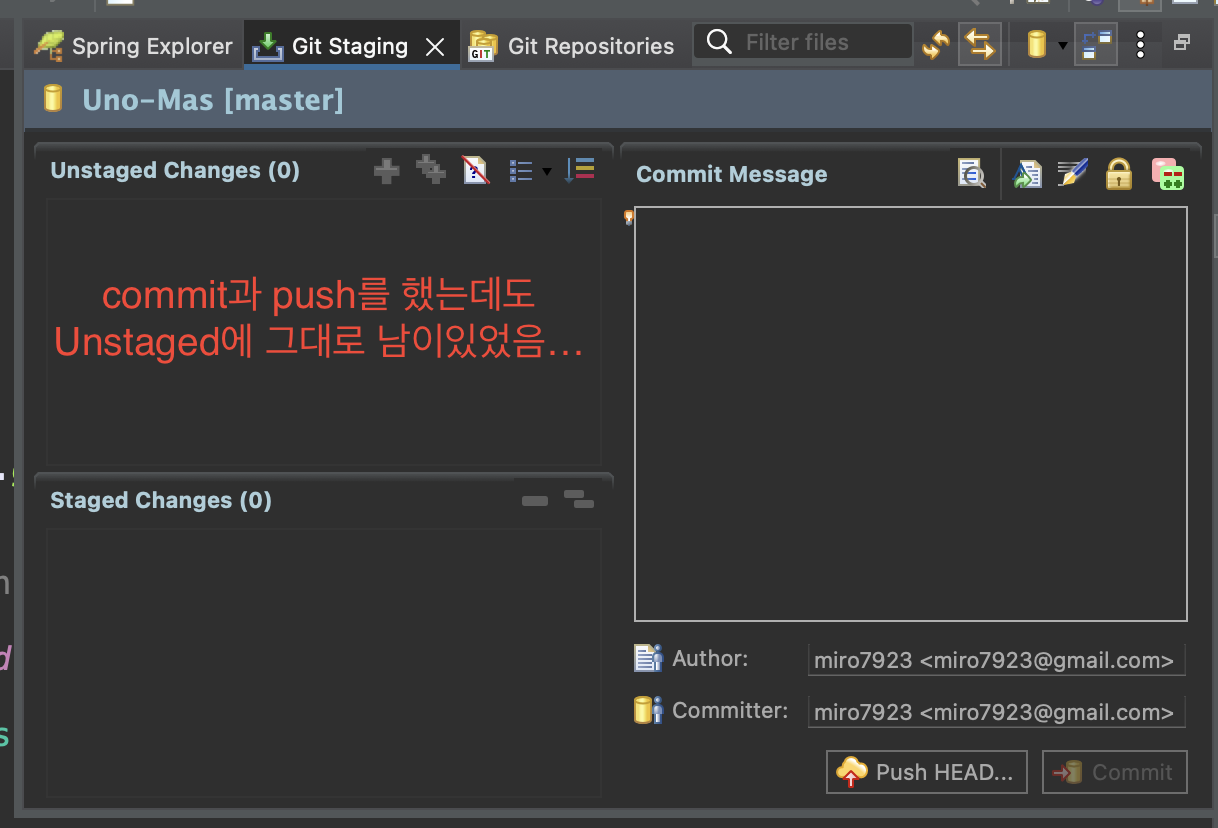 Spring Explorer
Git Staging
Git Repositories
Filter files
Uno-Mas [master]
Unstaged Changes (0)
commit과 push를 했는데도
Unstaged에 그대로 남이있었음...
Staged Changes (0)
Commit Message
Author:
miro7923 <miro7923@gmail.com>
Committer:
miro7923 <miro7923@gmail.com>
Push HEAD...
Commit